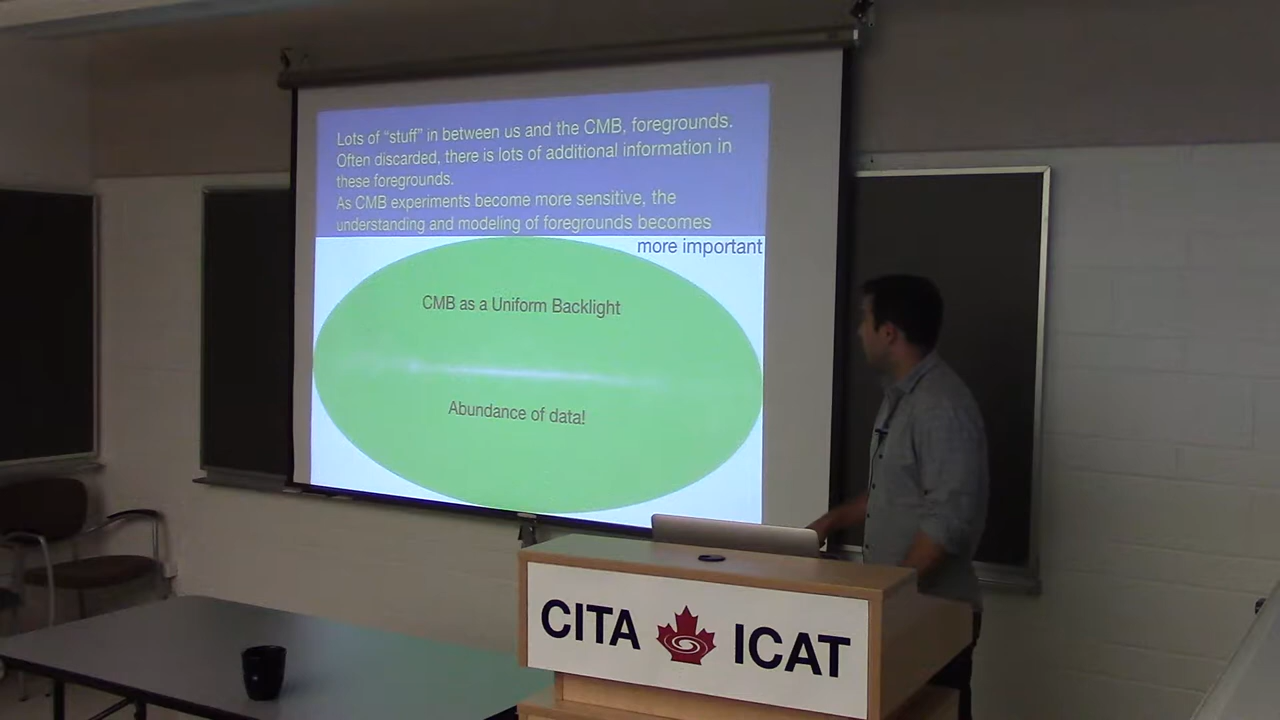 Lots of “stuff” in between us and the CMB, foregrounds.
Often discarded, there is lots of additional information in
these foregrounds.
As CMB experiments become more sensitive, the
understanding and modeling of foregrounds becomes
more important
CMB as a Uniform Backlight
Abundance of data!
CITA ICAT